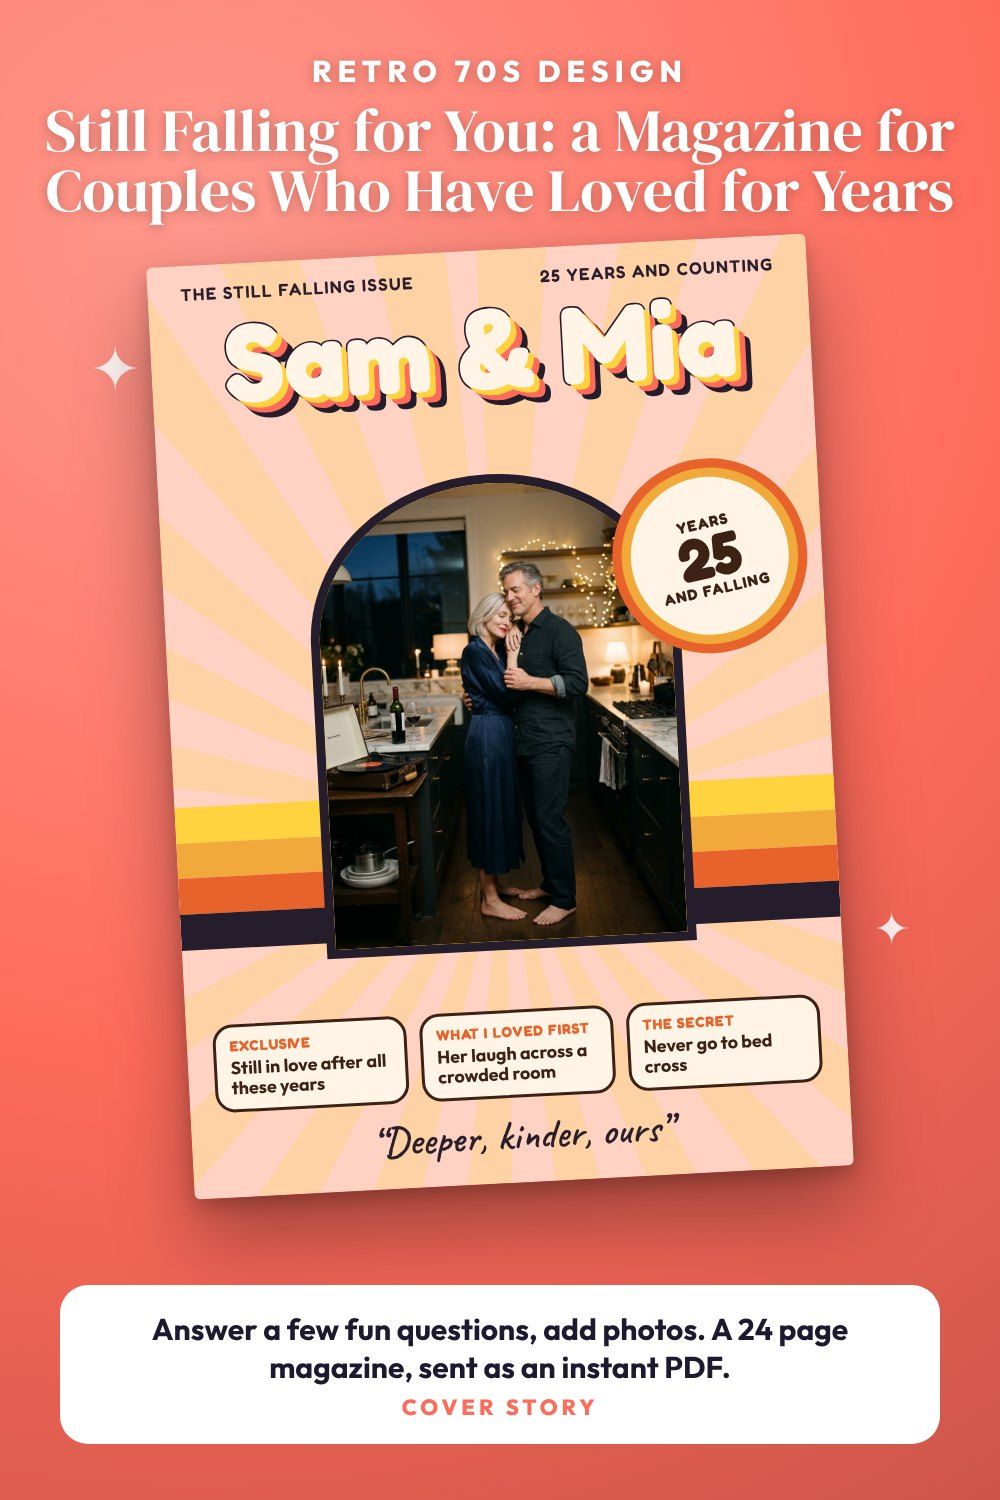 RETRO 70S DESIGN
Still Falling for You: a Magazine for
Couples Who Have Loved for Years
THE STILL FALLING ISSUE
25 YEARS AND COUNTING
Sam & Mia
YEARS
25
AND FALLING
EXCLUSIVE
Still in love after all
these years
WHAT I LOVED FIRST
Her laugh across a
crowded room
THE SECRET
Never go to bed
cross
“Deeper, kinder, ours”
Answer a few fun questions, add photos. A 24 page
magazine, sent as an instant PDF.
COVER STORY